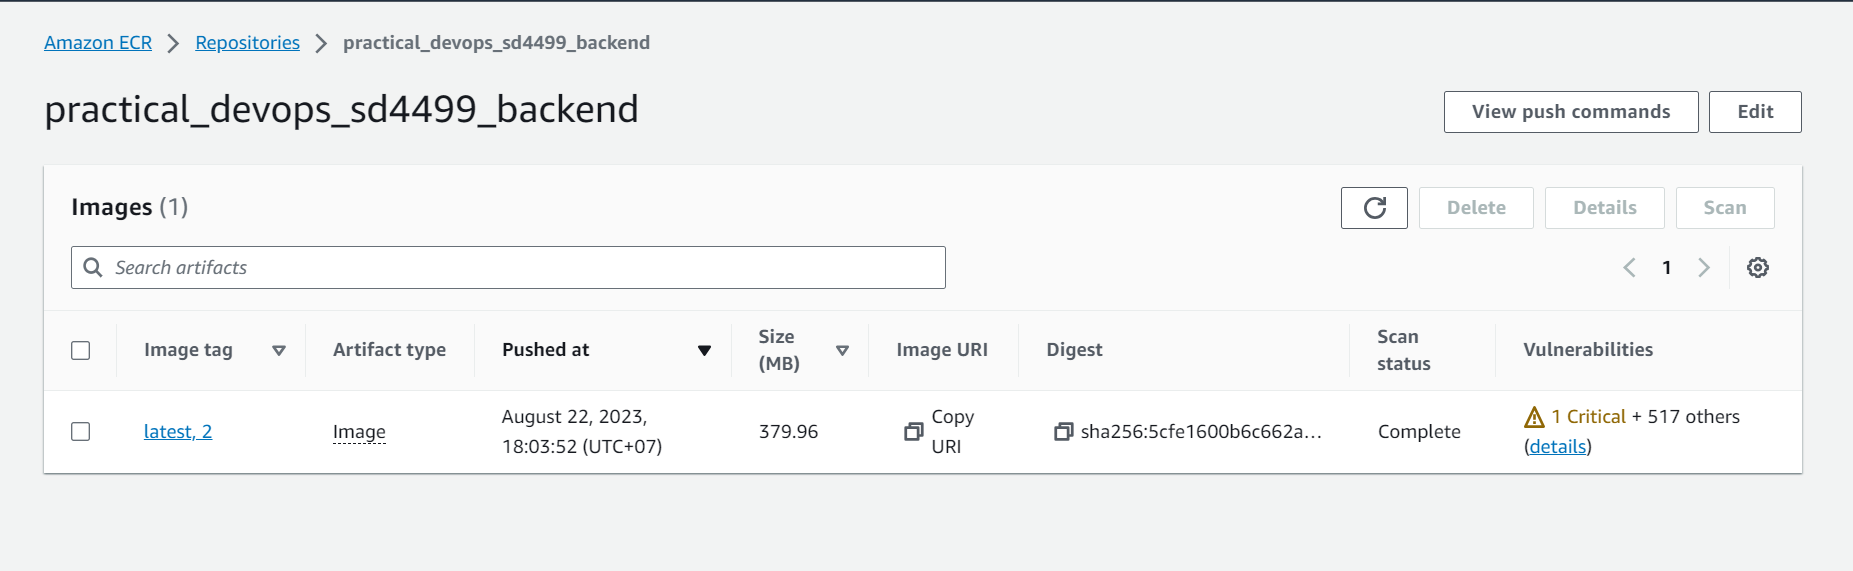 Amazon ECR > Repositories > practical_devops_sd4499_backend
practical_devops_sd4499_backend
View push commands
Edit
Images (1)
Delete
Details
Scan
Search artifacts
1
Image tag
Artifact type
Pushed at
Size
(MB)
Image URI
Digest
Scan
status
Vulnerabilities
latest, 2
Image
August 22, 2023,
18:03:52 (UTC+07)
379.96
Copy
URI
sha256:5cfe1600b6c662a...
Complete
1 Critical + 517 others
(details)